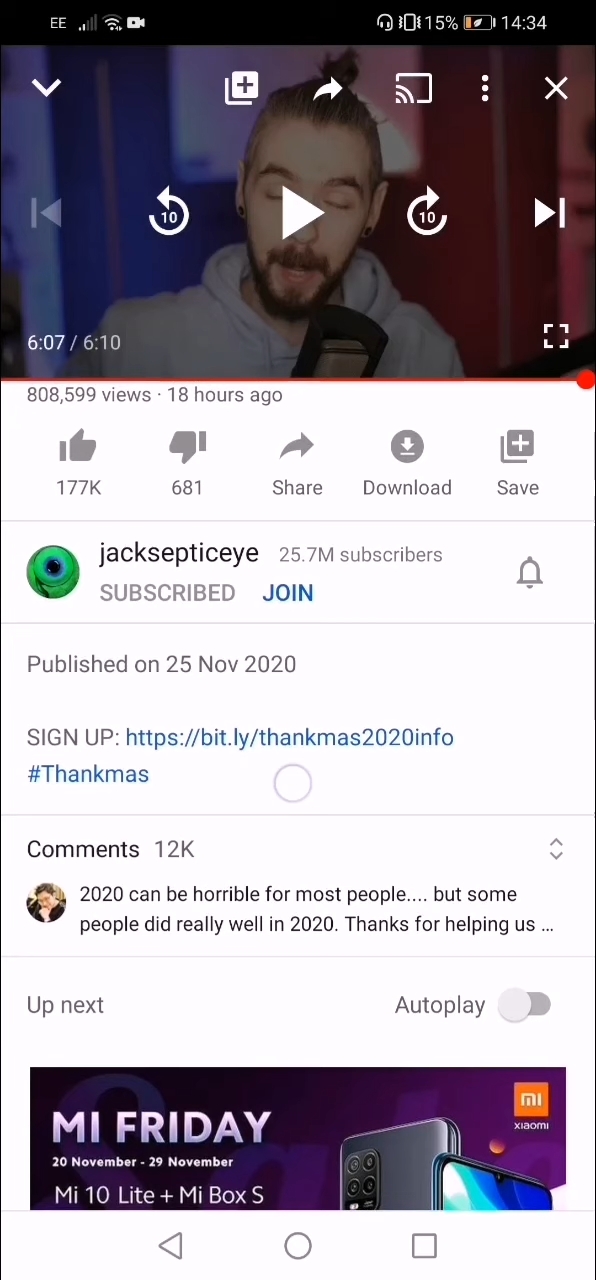 EE 15% 14:34
10 10
6:07 / 6:10
808,599 views · 18 hours ago
177K 681 Share Download Save
jacksepticeye 25.7M subscribers
SUBSCRIBED JOIN
Published on 25 Nov 2020
SIGN UP: https://bit.ly/thankmas2020info
#Thankmas
Comments 12K
2020 can be horrible for most people.... but some
people did really well in 2020. Thanks for helping us ...
Up next Autoplay
mi
xiaomi
MI FRIDAY
20 November - 29 November
Mi 10 Lite + Mi Box S